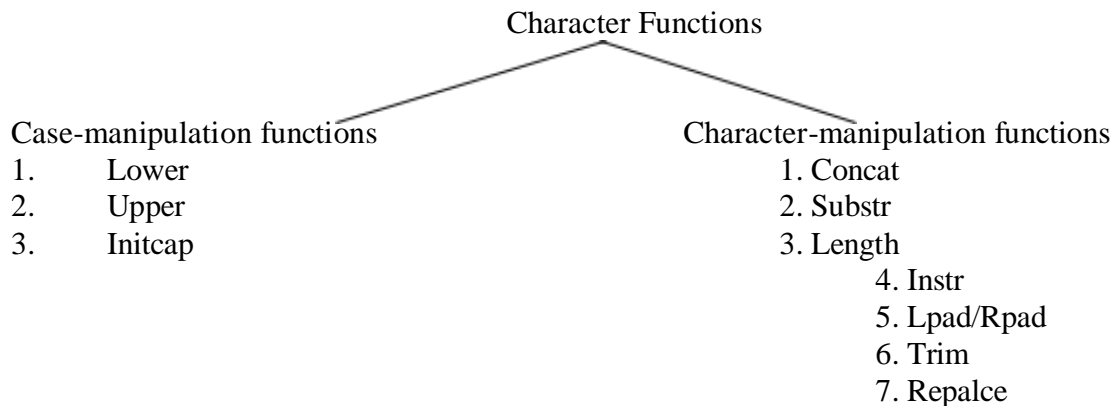 Character Functions
Case-manipulation functions
1. Lower
2. Upper
3. Initcap
Character-manipulation functions
1. Concat
2. Substr
3. Length
4. Instr
5. Lpad/Rpad
6. Trim
7. Repalce